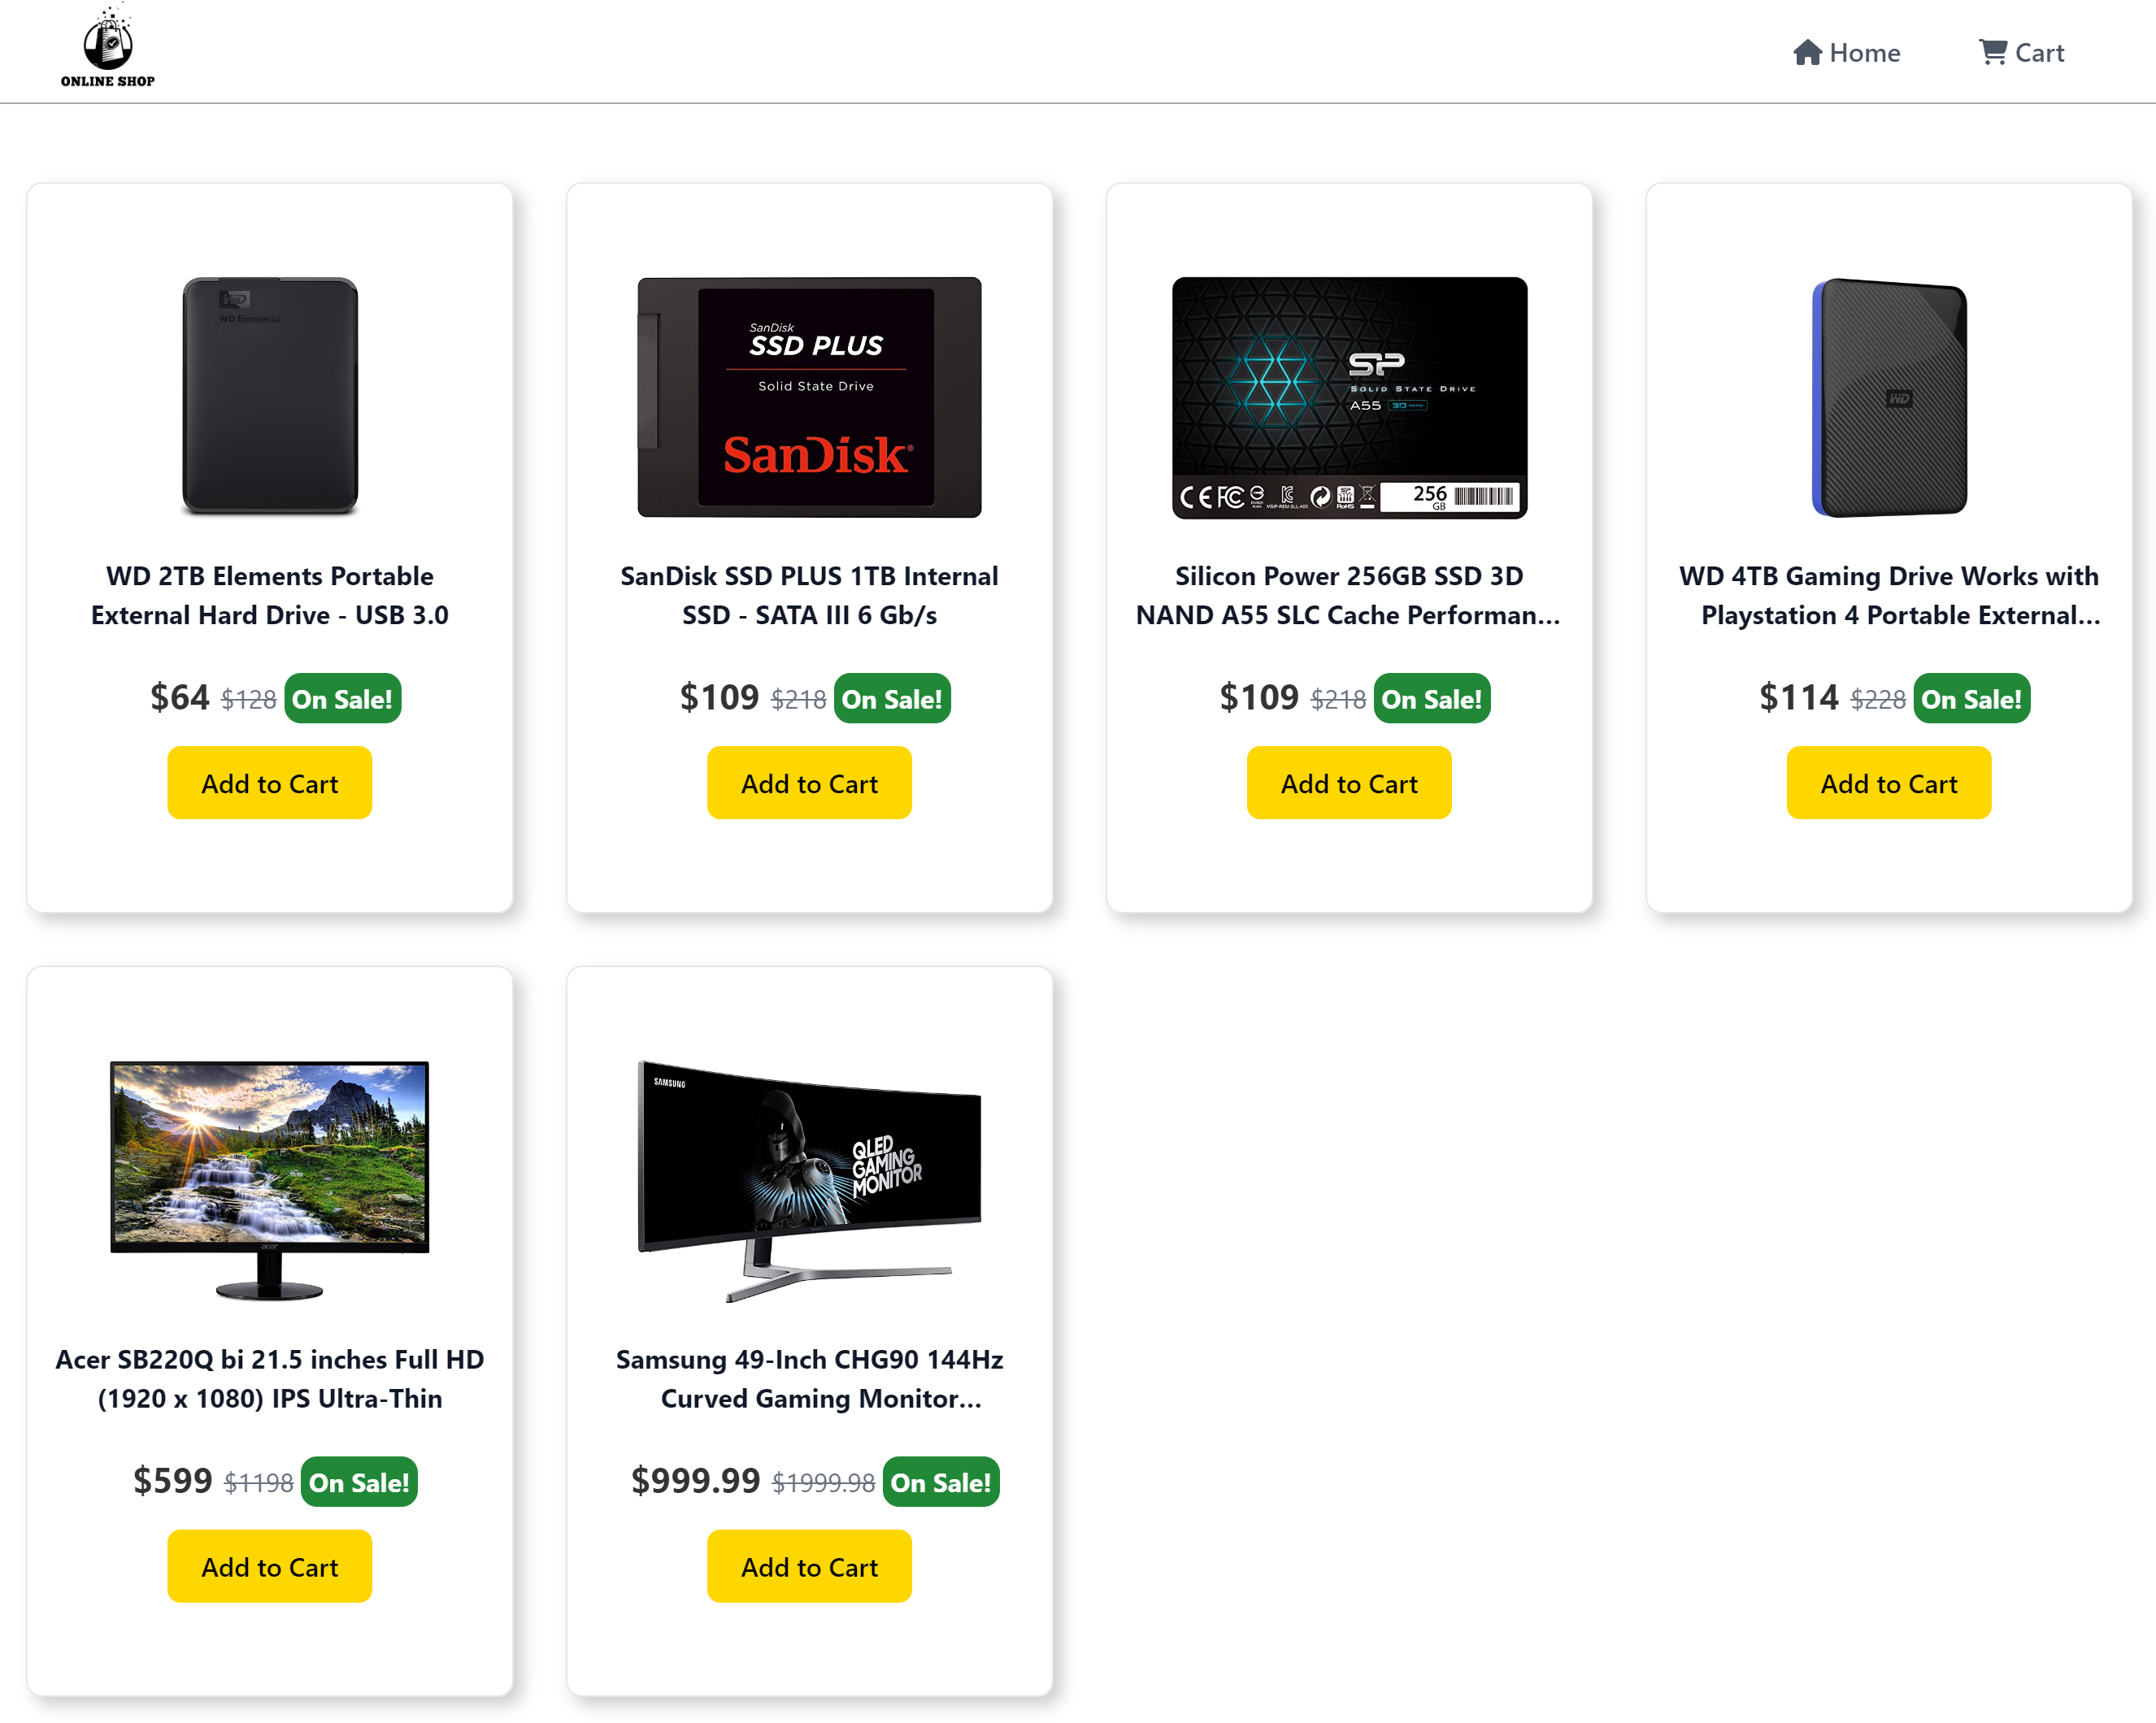 ONLINE SHOP
Home
Cart
WD
WD Elements
SanDisk
SSD PLUS
Solid State Drive
SanDisk
SP
SOLID STATE DRIVE
A55 3D NAND
256
GB
WD
WD 2TB Elements Portable
External Hard Drive - USB 3.0
$64 $128 On Sale!
Add to Cart
SanDisk SSD PLUS 1TB Internal
SSD - SATA III 6 Gb/s
$109 $218 On Sale!
Add to Cart
Silicon Power 256GB SSD 3D
NAND A55 SLC Cache Performan...
$109 $218 On Sale!
Add to Cart
WD 4TB Gaming Drive Works with
Playstation 4 Portable External...
$114 $228 On Sale!
Add to Cart
acer
Acer SB220Q bi 21.5 inches Full HD
(1920 x 1080) IPS Ultra-Thin
$599 $1198 On Sale!
Add to Cart
SAMSUNG
QLED
GAMING
MONITOR
Samsung 49-Inch CHG90 144Hz
Curved Gaming Monitor...
$999.99 $1999.98 On Sale!
Add to Cart